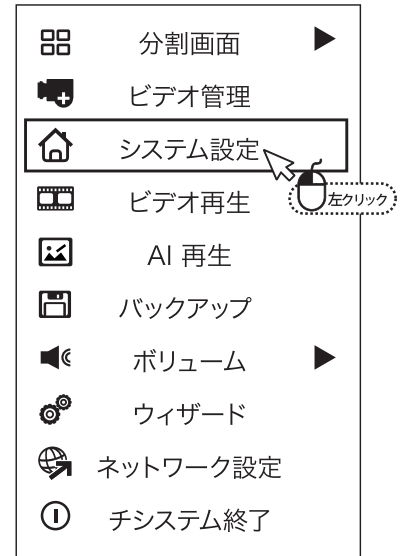 分割画面
ビデオ管理
システム設定
左クリック
ビデオ再生
AI 再生
バックアップ
ボリューム
ウィザード
ネットワーク設定
チシステム終了